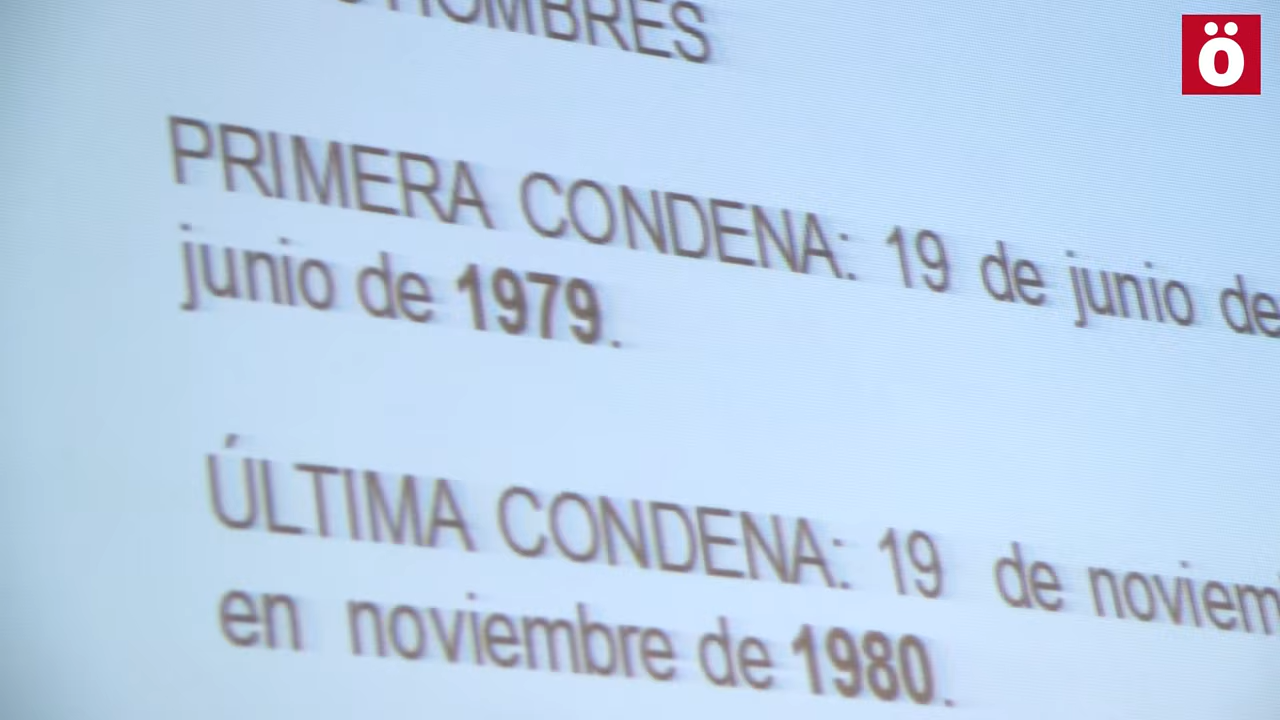 HOMBRES
ö
PRIMERA CONDENA: 19 de junio de
junio de 1979.
ÚLTIMA CONDENA: 19 de noviem
en noviembre de 1980.